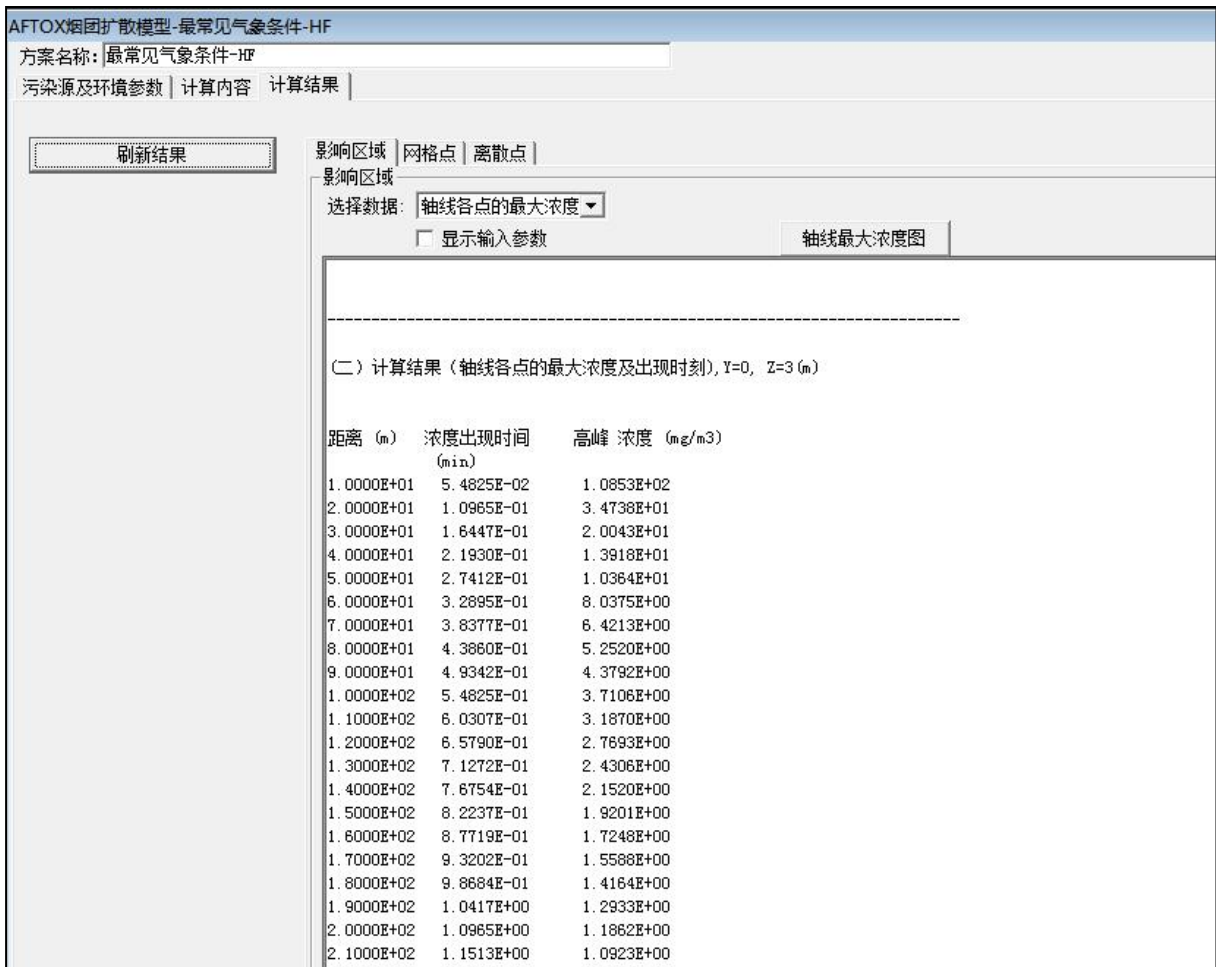 AFTOX烟团扩散模型-最常见气象条件-HF
方案名称: 最常见气象条件-HF
污染源及环境参数 计算内容 计算结果
刷新结果
影响区域 网格点 离散点
影响区域
选择数据: 轴线各点的最大浓度
显示输入参数 轴线最大浓度图
-----------------------------------------------------------------------
(二) 计算结果 (轴线各点的最大浓度及出现时刻), Y=0, Z=3(m)
距离 (m) 浓度出现时间 高峰 浓度 (mg/m3)
(min)
1.0000E+01 5.4825E-02 1.0853E+02
2.0000E+01 1.0965E-01 3.4738E+01
3.0000E+01 1.6447E-01 2.0043E+01
4.0000E+01 2.1930E-01 1.3918E+01
5.0000E+01 2.7412E-01 1.0364E+01
6.0000E+01 3.2895E-01 8.0375E+00
7.0000E+01 3.8377E-01 6.4213E+00
8.0000E+01 4.3860E-01 5.2520E+00
9.0000E+01 4.9342E-01 4.3792E+00
1.0000E+02 5.4825E-01 3.7106E+00
1.1000E+02 6.0307E-01 3.1870E+00
1.2000E+02 6.5790E-01 2.7693E+00
1.3000E+02 7.1272E-01 2.4306E+00
1.4000E+02 7.6754E-01 2.1520E+00
1.5000E+02 8.2237E-01 1.9201E+00
1.6000E+02 8.7719E-01 1.7248E+00
1.7000E+02 9.3202E-01 1.5588E+00
1.8000E+02 9.8684E-01 1.4164E+00
1.9000E+02 1.0417E+00 1.2933E+00
2.0000E+02 1.0965E+00 1.1862E+00
2.1000E+02 1.1513E+00 1.0923E+00